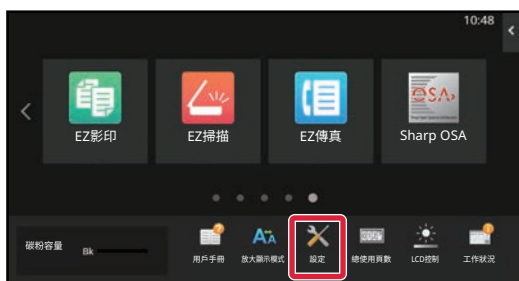 10:48
EZ影印
EZ掃描
EZ傳真
Sharp OSA
碳粉容量
Bk
用戶手冊
放大顯示模式
設定
總使用頁數
LCD控制
工作狀況